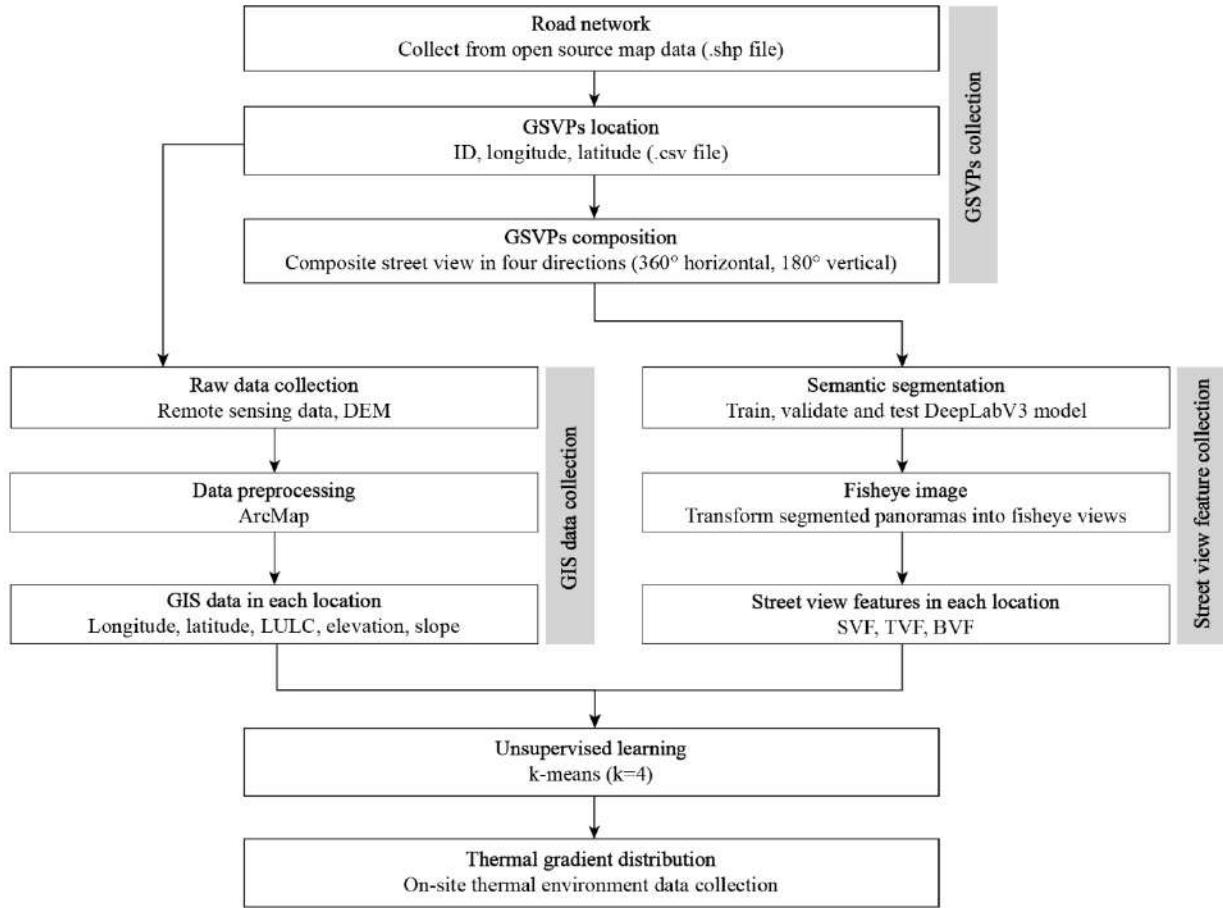 Road network
Collect from open source map data (.shp file)
GSVPs location
ID, longitude, latitude (.csv file)
GSVPs composition
Composite street view in four directions (360° horizontal, 180° vertical)
GSVPs collection
Raw data collection
Remote sensing data, DEM
Data preprocessing
ArcMap
GIS data in each location
Longitude, latitude, LULC, elevation, slope
GIS data collection
Semantic segmentation
Train, validate and test DeepLabV3 model
Fisheye image
Transform segmented panoramas into fisheye views
Street view features in each location
SVF, TVF, BVF
Street view feature collection
Unsupervised learning
k-means (k=4)
Thermal gradient distribution
On-site thermal environment data collection